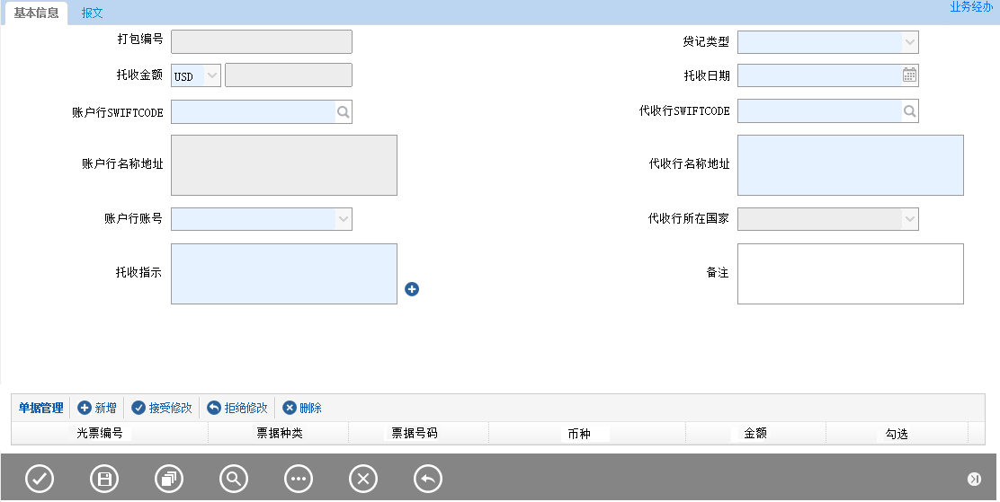 基本信息 报文 业务经办
打包编号 贷记类型
托收金额 USD 托收日期
账户行SWIFTCODE 代收行SWIFTCODE
账户行名称地址 代收行名称地址
账户行账号 代收行所在国家
托收指示 备注
单据管理 新增 接受修改 拒绝修改 删除
光票编号 票据种类 票据号码 币种 金额 勾选